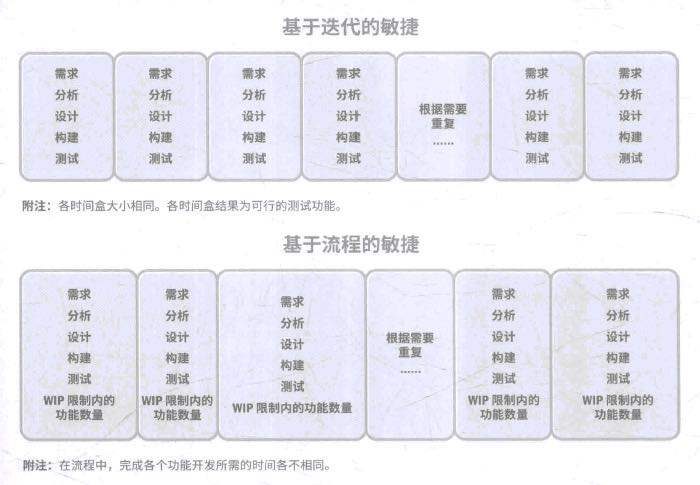 基于迭代的敏捷
需求
分析
设计
构建
测试
需求
分析
设计
构建
测试
需求
分析
设计
构建
测试
需求
分析
设计
构建
测试
根据需要
重复
……
需求
分析
设计
构建
测试
需求
分析
设计
构建
测试
附注：各时间盒大小相同。各时间盒结果为可行的测试功能。
基于流程的敏捷
需求
分析
设计
构建
测试
WIP 限制内的
功能数量
需求
分析
设计
构建
测试
WIP 限制内的
功能数量
需求
分析
设计
构建
测试
WIP 限制内的功能数量
根据需要
重复
……
需求
分析
设计
构建
测试
WIP 限制内的
功能数量
需求
分析
设计
构建
测试
WIP 限制内的
功能数量
附注：在流程中，完成各个功能开发所需的时间各不相同。